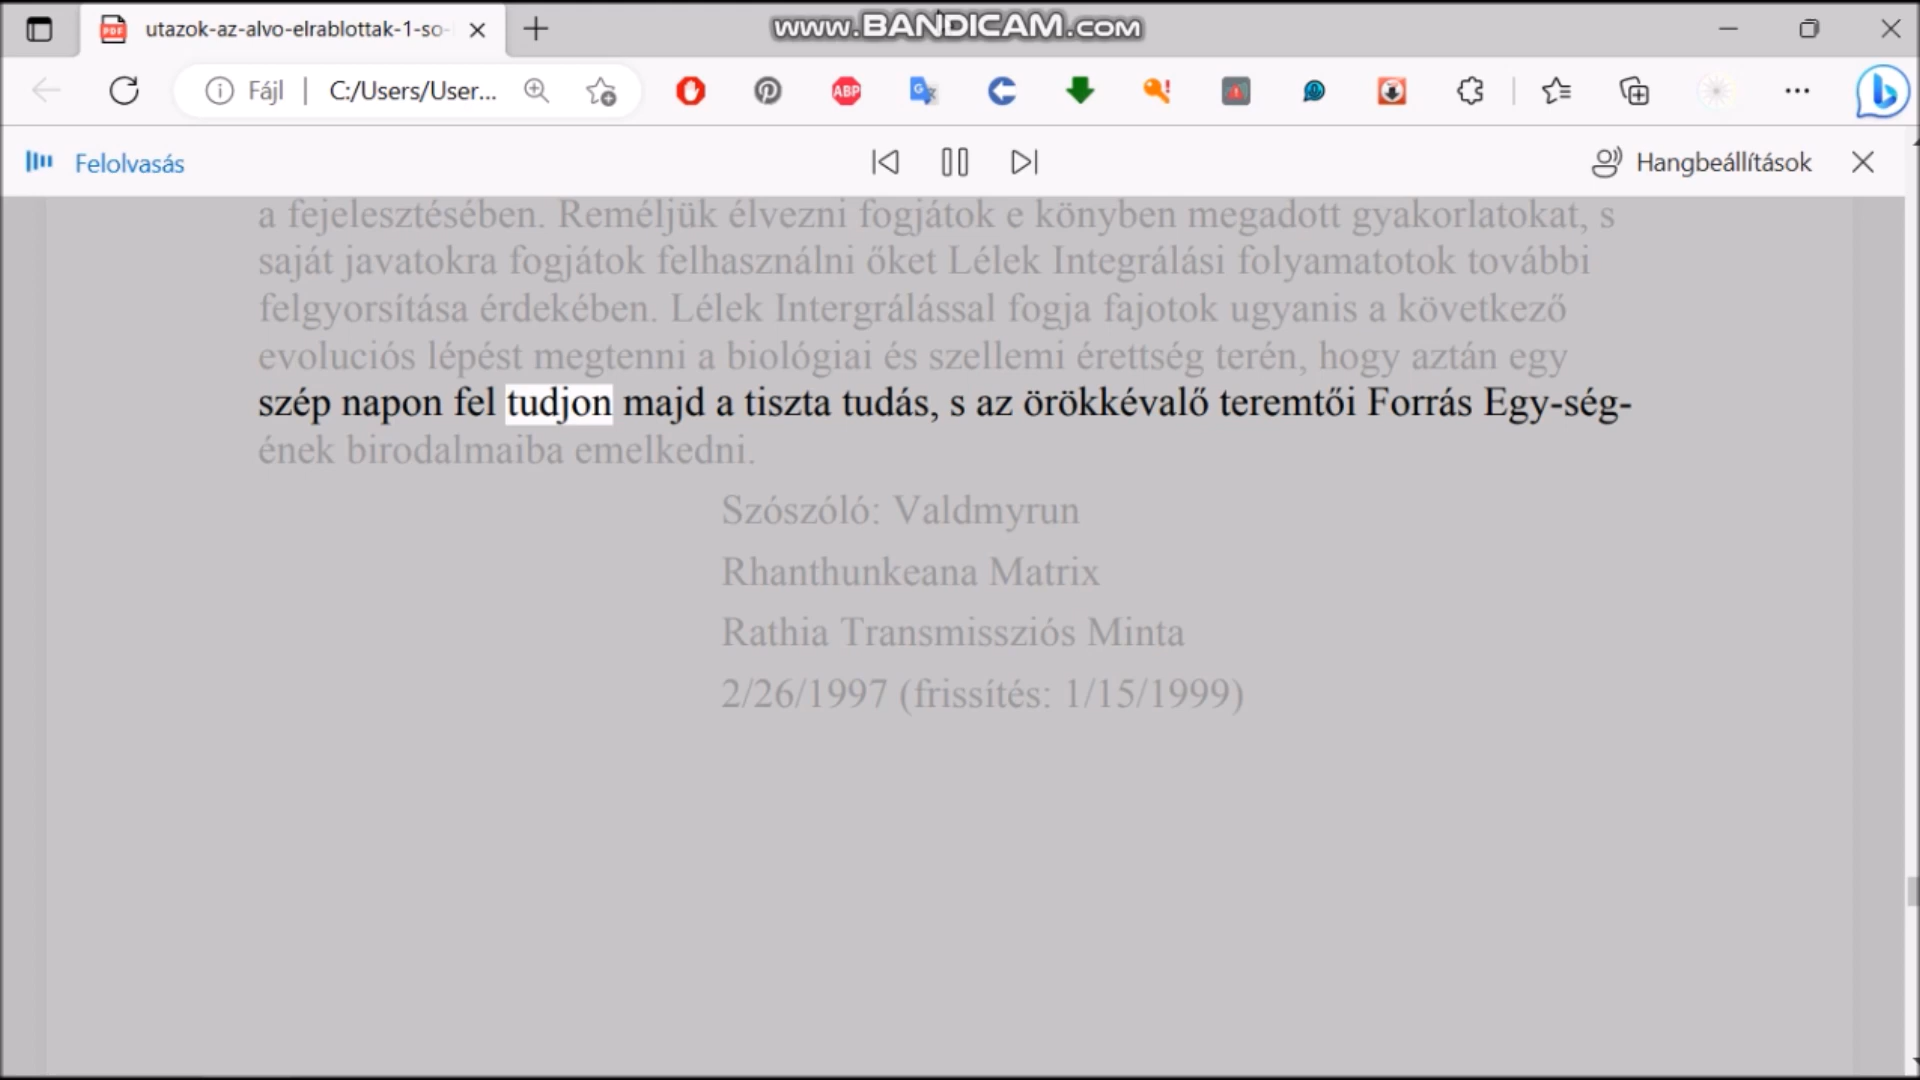 utazok-az-alvo-elrablottak-1-so-
www.BANDICAM.com
Fájl
C:/Users/User...
ABP
Felolvasás
Hangbeállítások
a fejelesztésében. Reméljük élvezni fogjátok e könyben megadott gyakorlatokat, s
saját javatokra fogjátok felhasználni őket Lélek Integrálási folyamatotok további
felgyorsítása érdekében. Lélek Intergrálással fogja fajotok ugyanis a következő
evoluciós lépést megtenni a biológiai és szellemi érettség terén, hogy aztán egy
szép napon fel tudjon majd a tiszta tudás, s az örökkévalő teremtői Forrás Egy-ség-
ének birodalmaiba emelkedni.
Szószóló: Valdmyrun
Rhanthunkeana Matrix
Rathia Transmissziós Minta
2/26/1997 (frissítés: 1/15/1999)